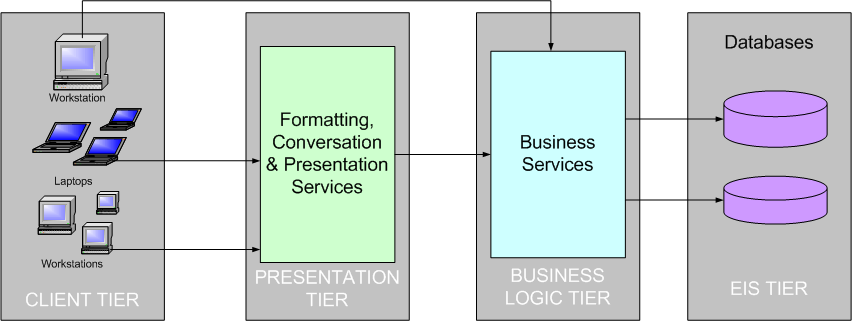 Workstation
Laptops
Workstations
CLIENT TIER
Formatting,
Conversation
& Presentation
Services
PRESENTATION
TIER
Business
Services
BUSINESS
LOGIC TIER
Databases
EIS TIER